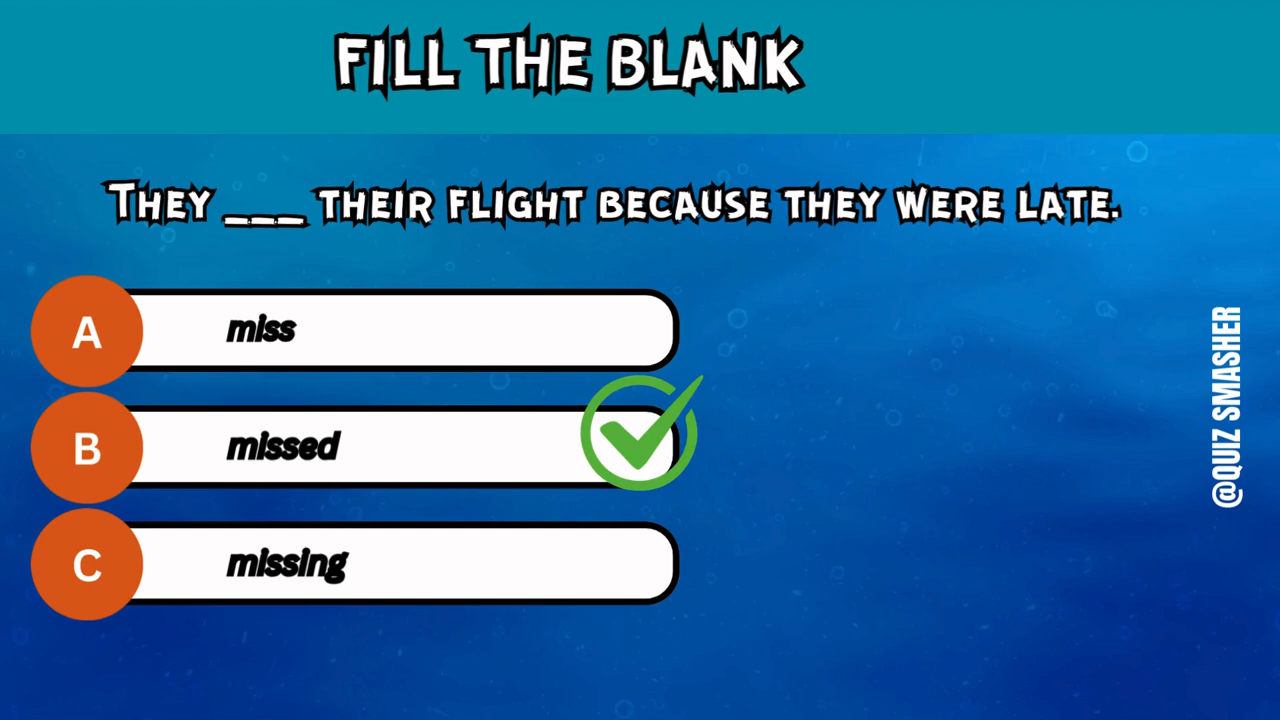 FILL THE BLANK
THEY ___ THEIR FLIGHT BECAUSE THEY WERE LATE.
A miss
B missed
C missing
@QUIZ SMASHER